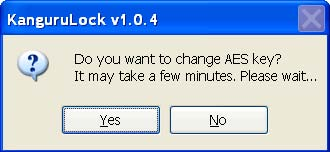 KanguruLock v1.0.4
Do you want to change AES key?
It may take a few minutes. Please wait...
Yes No